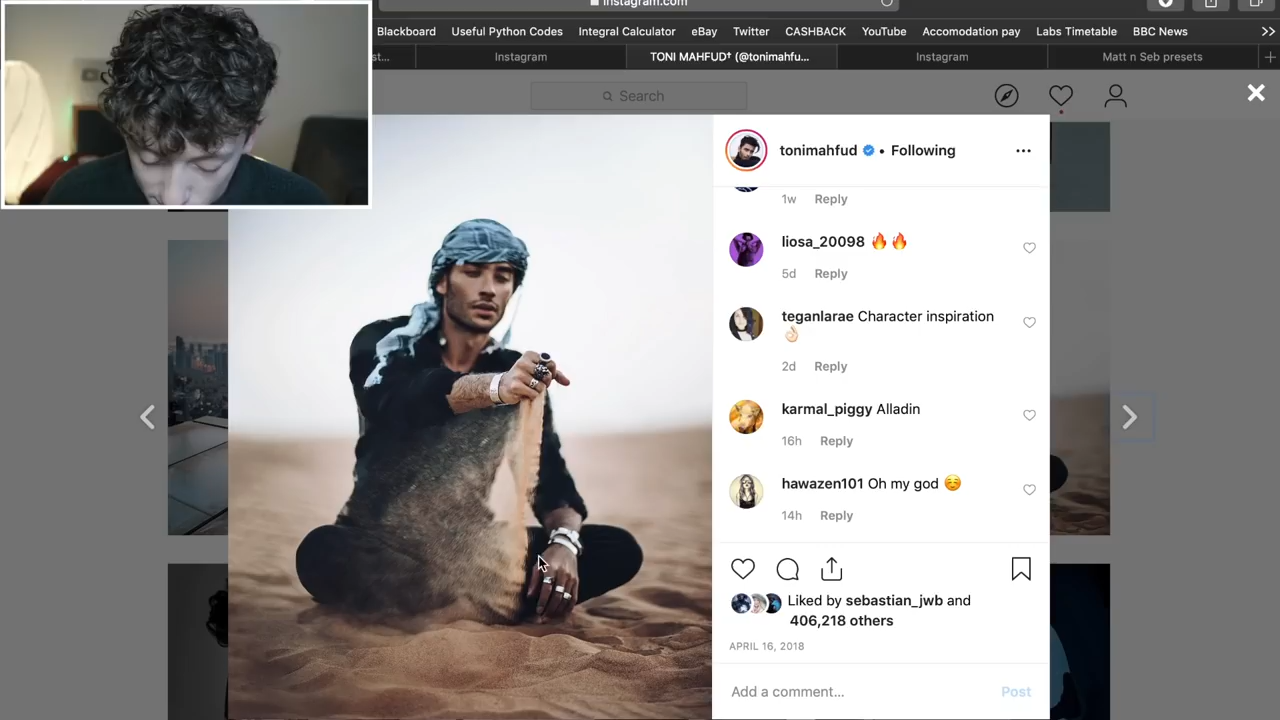 instagram.com
Blackboard Useful Python Codes Integral Calculator eBay Twitter CASHBACK YouTube Accomodation pay Labs Timetable BBC News
st... Instagram TONI MAHFUD† (@tonimahfu... Instagram Matt n Seb presets
Search
tonimahfud • Following
1w Reply
liosa_20098 🔥🔥
5d Reply
teganlarae Character inspiration
👌🏻
2d Reply
karmal_piggy Alladin
16h Reply
hawazen101 Oh my god ☺️
14h Reply
Liked by sebastian_jwb and
406,218 others
APRIL 16, 2018
Add a comment... Post